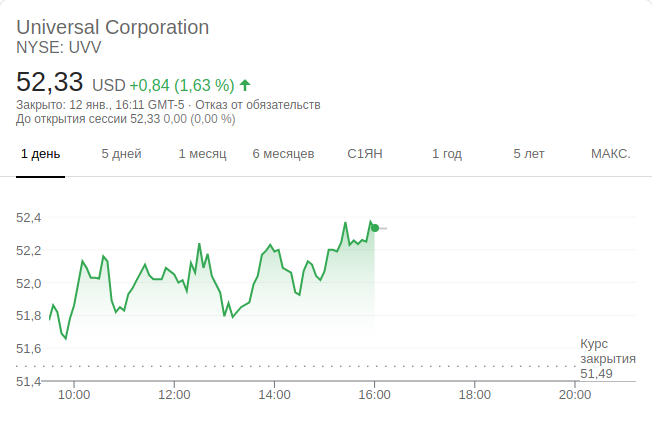 Universal Corporation
NYSE: UVV
52,33 USD +0,84 (1,63 %)
Закрыто: 12 янв., 16:11 GMT-5 · Отказ от обязательств
До открытия сессии 52,33 0,00 (0,00 %)
1 день 5 дней 1 месяц 6 месяцев С1ЯН 1 год 5 лет МАКС.
52,4
52,2
52,0
51,8
51,6
Курс
закрытия
51,49
51,4
10:00 12:00 14:00 16:00 18:00 20:00